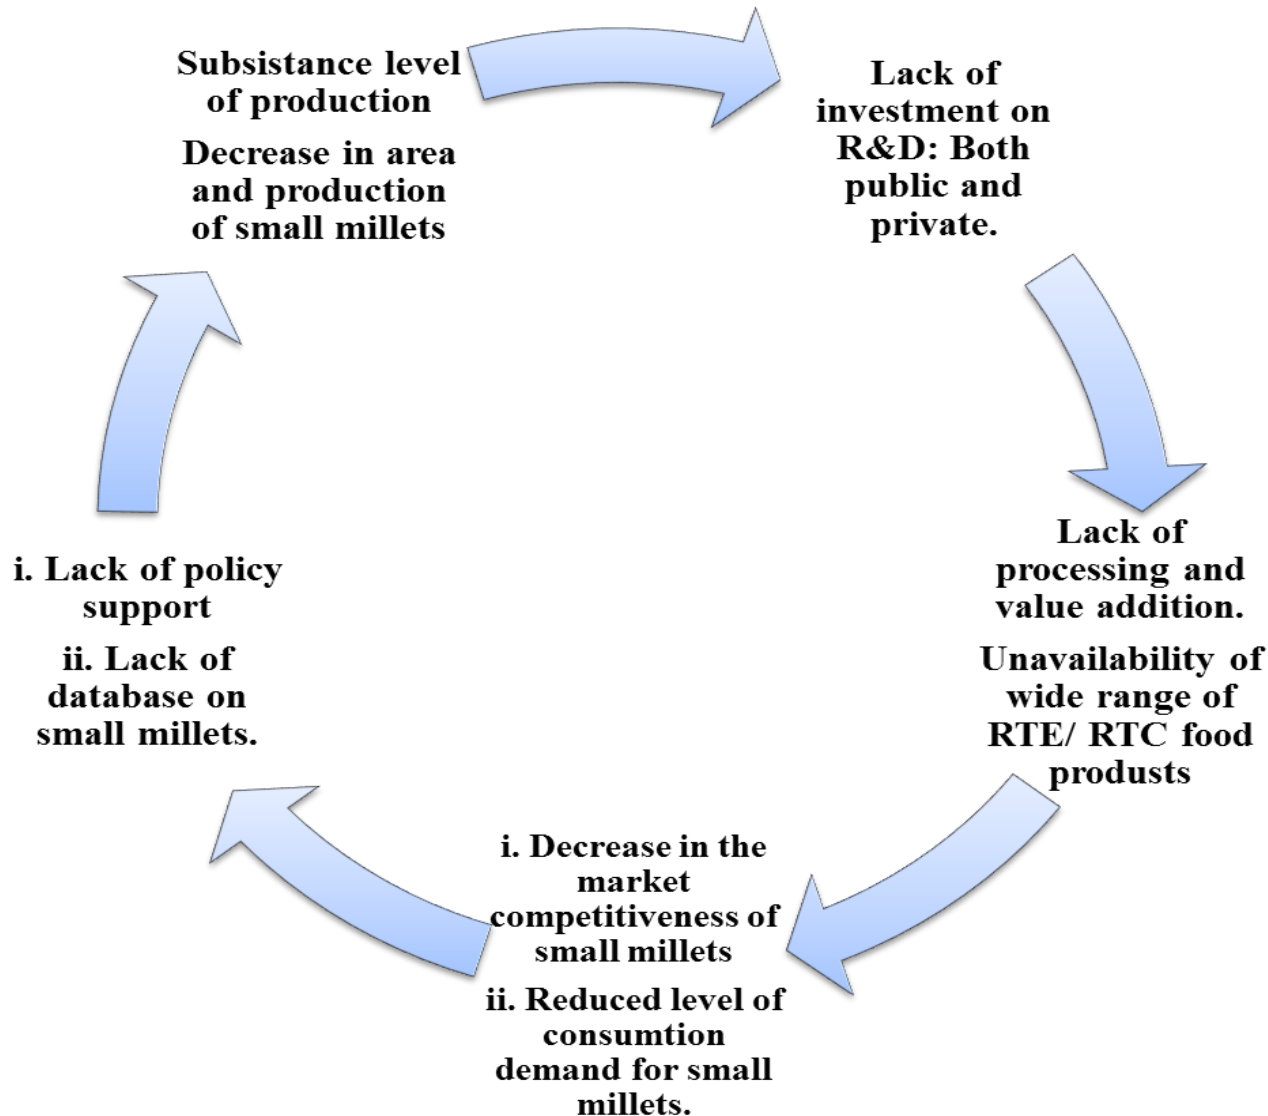 Subsistance level
of production
Decrease in area
and production
of small millets
Lack of
investment on
R&D: Both
public and
private.
Lack of
processing and
value addition.
Unavailability of
wide range of
RTE/ RTC food
produsts
i. Decrease in the
market
competitiveness of
small millets
ii. Reduced level of
consumtion
demand for small
millets.
i. Lack of policy
support
ii. Lack of
database on
small millets.